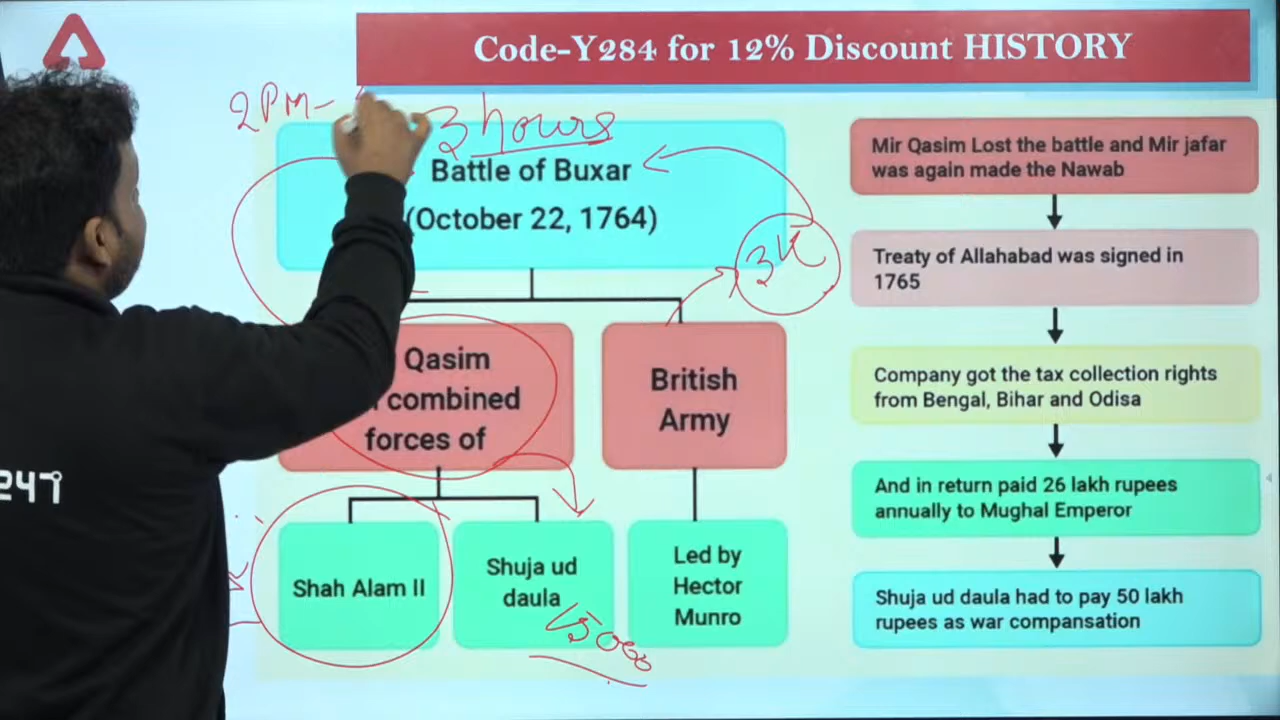 Code-Y284 for 12% Discount HISTORY
2PM-
3 hours
Battle of Buxar
(October 22, 1764)
3K
Qasim
combined
forces of
British
Army
Shah Alam II
Shuja ud
daula
5000
Led by
Hector
Munro
Mir Qasim Lost the battle and Mir jafar
was again made the Nawab
Treaty of Allahabad was signed in
1765
Company got the tax collection rights
from Bengal, Bihar and Odisa
And in return paid 26 lakh rupees
annually to Mughal Emperor
Shuja ud daula had to pay 50 lakh
rupees as war compansation
247